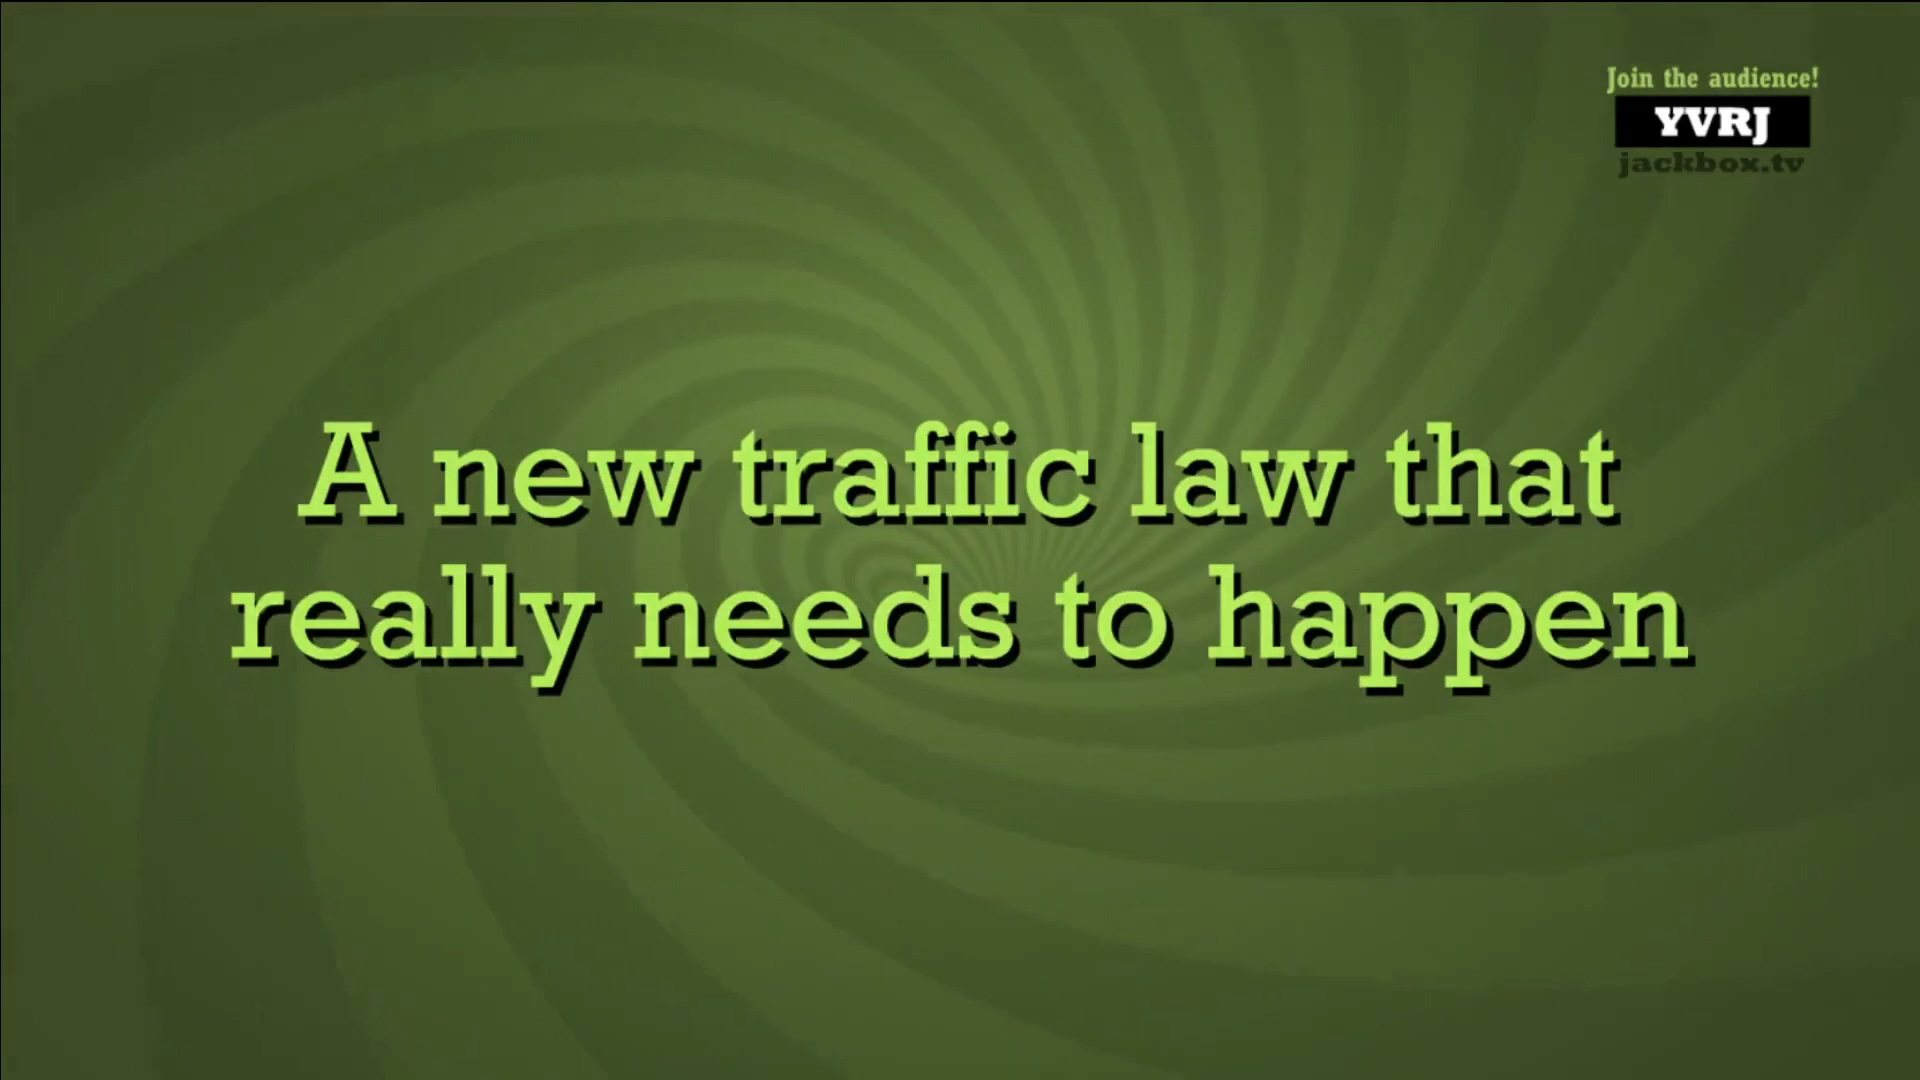 Join the audience!
YVRJ
jackbox.tv
A new traffic law that
really needs to happen